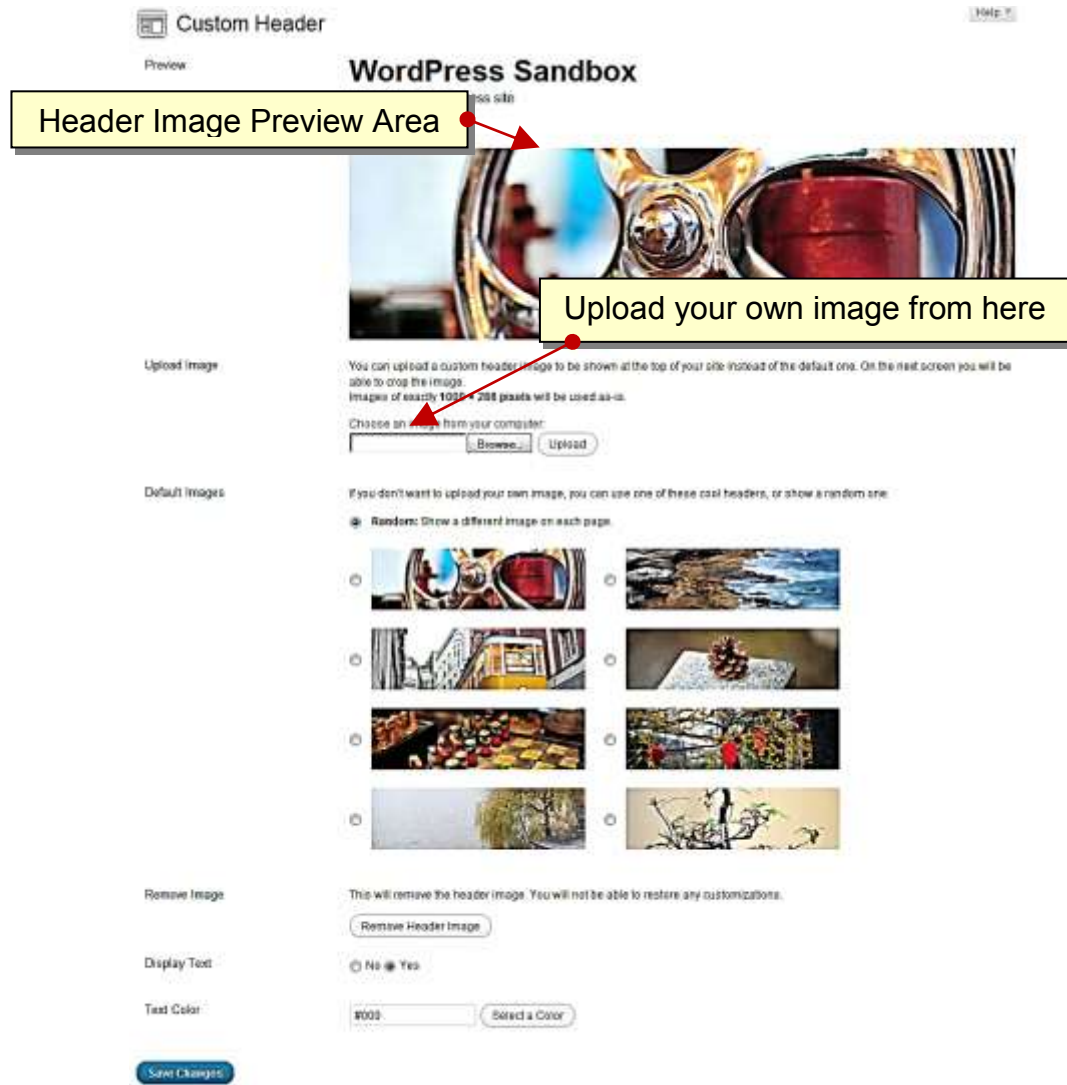 Custom Header
Help
Preview
WordPress Sandbox
ess site
Header Image Preview Area
Upload your own image from here
Upload Image
You can upload a custom header image to be shown at the top of your site instead of the default one. On the next screen you will be
able to crop the image.
Images of exactly 1000 × 288 pixels will be used as-is.
Choose an image from your computer:
Browse... Upload
Default Images
If you don't want to upload your own image, you can use one of these cool headers, or show a random one.
Random: Show a different image on each page.
Remove Image
This will remove the header image. You will not be able to restore any customizations.
Remove Header Image
Display Text
No Yes
Text Color
#000
Select a Color
Save Changes